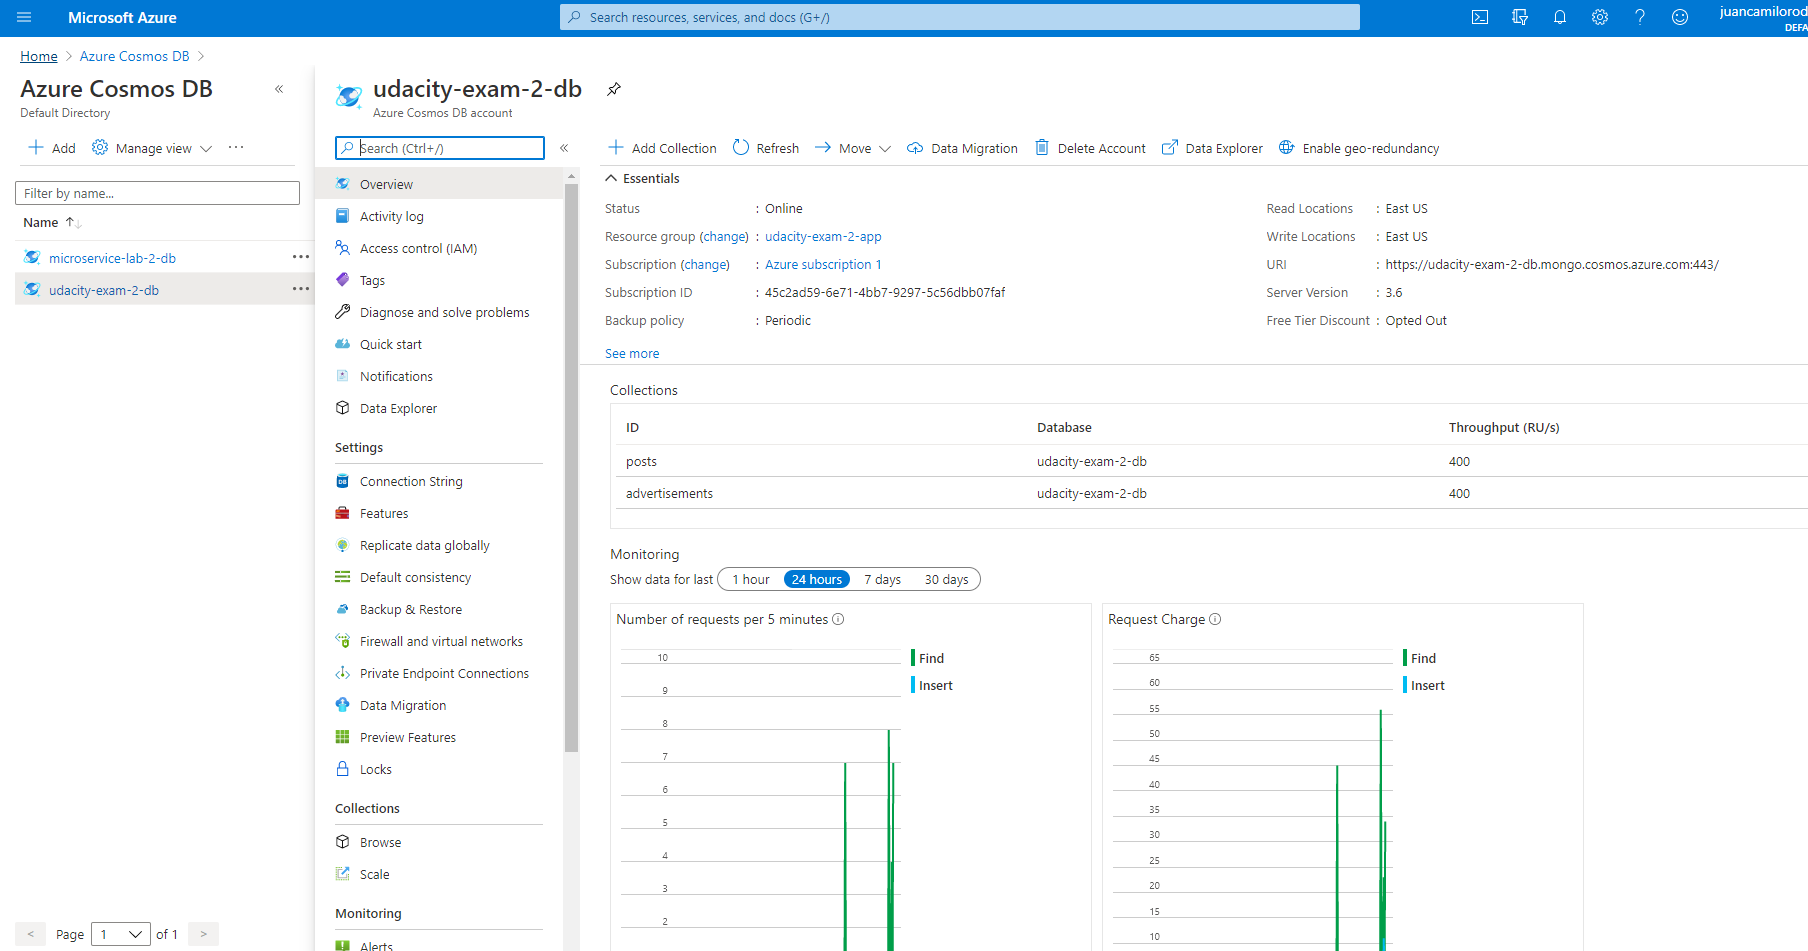 Microsoft Azure
Search resources, services, and docs (G+/)
juancamilorod
DEFA
Home > Azure Cosmos DB >
Azure Cosmos DB
Default Directory
Add Manage view
Filter by name...
Name
microservice-lab-2-db
udacity-exam-2-db
< Page 1 of 1 >
udacity-exam-2-db
Azure Cosmos DB account
Search (Ctrl+/)
Overview
Activity log
Access control (IAM)
Tags
Diagnose and solve problems
Quick start
Notifications
Data Explorer
Settings
Connection String
Features
Replicate data globally
Default consistency
Backup & Restore
Firewall and virtual networks
Private Endpoint Connections
Data Migration
Preview Features
Locks
Collections
Browse
Scale
Monitoring
Alerts
Add Collection Refresh Move Data Migration Delete Account Data Explorer Enable geo-redundancy
Essentials
Status : Online
Resource group (change) : udacity-exam-2-app
Subscription (change) : Azure subscription 1
Subscription ID : 45c2ad59-6e71-4bb7-9297-5c56dbb07faf
Backup policy : Periodic
See more
Read Locations : East US
Write Locations : East US
URI : https://udacity-exam-2-db.mongo.cosmos.azure.com:443/
Server Version : 3.6
Free Tier Discount : Opted Out
Collections
ID Database Throughput (RU/s)
posts udacity-exam-2-db 400
advertisements udacity-exam-2-db 400
Monitoring
Show data for last 1 hour 24 hours 7 days 30 days
Number of requests per 5 minutes
10
9
8
7
6
5
4
3
2
Find
Insert
Request Charge
65
60
55
50
45
40
35
30
25
20
15
10
Find
Insert